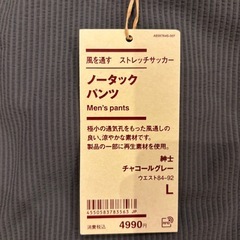 風を通す ストレッチサッカー
ノータック
パンツ
Men's pants
極小の通気孔をもった風通しの
良い、涼やかな素材です。
製品の一部に再生素材を使用。
紳士
チャコールグレー
ウエスト84-92
L
4550583783563 JP
消費税込 4990円